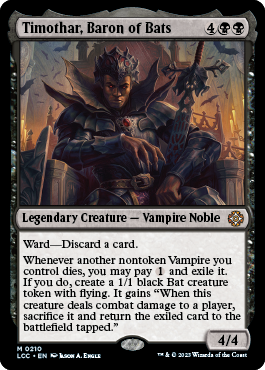 Timothar, Baron of Bats 4
Legendary Creature — Vampire Noble
Ward—Discard a card.
Whenever another nontoken Vampire you
control dies, you may pay 1 and exile it.
If you do, create a 1/1 black Bat creature
token with flying. It gains “When this
creature deals combat damage to a player,
sacrifice it and return the exiled card to the
battlefield tapped.”
4/4
M 0210
LCC • EN Jason A. Engle
™ & © 2023 Wizards of the Coast